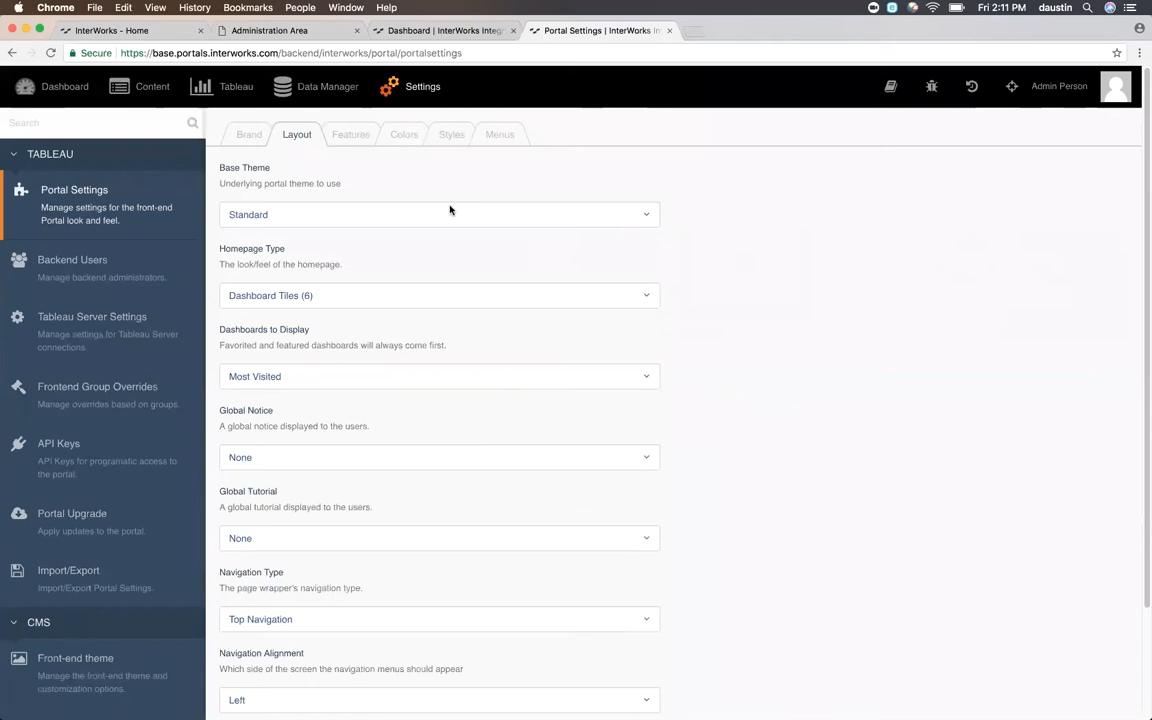 Chrome File Edit View History Bookmarks People Window Help Fri 2:11 PM daustin
InterWorks - Home Administration Area Dashboard | InterWorks Integ Portal Settings | InterWorks In
Secure https://base.portals.interworks.com/backend/interworks/portal/portalsettings
Dashboard Content Tableau Data Manager Settings Admin Person
Search
Brand Layout Features Colors Styles Menus
TABLEAU
Portal Settings
Manage settings for the front-end
Portal look and feel.
Backend Users
Manage backend administrators.
Tableau Server Settings
Manage settings for Tableau Server
connections.
Frontend Group Overrides
Manage overrides based on groups.
API Keys
API Keys for programatic access to
the portal.
Portal Upgrade
Apply updates to the portal.
Import/Export
Import/Export Portal Settings.
CMS
Front-end theme
Manage the front-end theme and
customization options.
Base Theme
Underlying portal theme to use
Standard
Homepage Type
The look/feel of the homepage.
Dashboard Tiles (6)
Dashboards to Display
Favorited and featured dashboards will always come first.
Most Visited
Global Notice
A global notice displayed to the users.
None
Global Tutorial
A global tutorial displayed to the users.
None
Navigation Type
The page wrapper's navigation type.
Top Navigation
Navigation Alignment
Which side of the screen the navigation menus should appear
Left